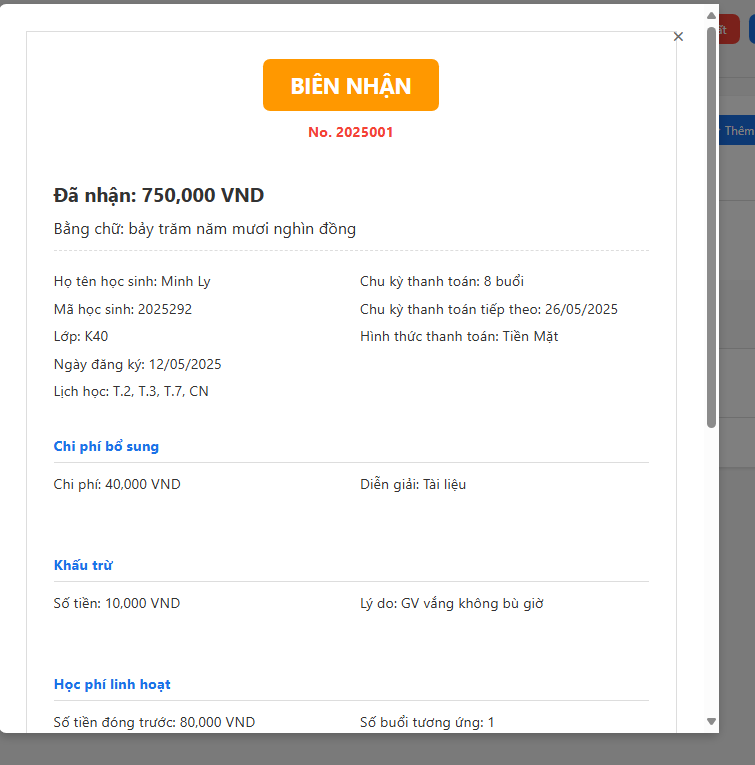 ×
BIÊN NHẬN
No. 2025001
Đã nhận: 750,000 VND
Bằng chữ: bảy trăm năm mươi nghìn đồng
Họ tên học sinh: Minh Ly
Mã học sinh: 2025292
Lớp: K40
Ngày đăng ký: 12/05/2025
Lịch học: T.2, T.3, T.7, CN
Chu kỳ thanh toán: 8 buổi
Chu kỳ thanh toán tiếp theo: 26/05/2025
Hình thức thanh toán: Tiền Mặt
Chi phí bổ sung
Chi phí: 40,000 VND
Diễn giải: Tài liệu
Khấu trừ
Số tiền: 10,000 VND
Lý do: GV vắng không bù giờ
Học phí linh hoạt
Số tiền đóng trước: 80,000 VND
Số buổi tương ứng: 1
Thêm